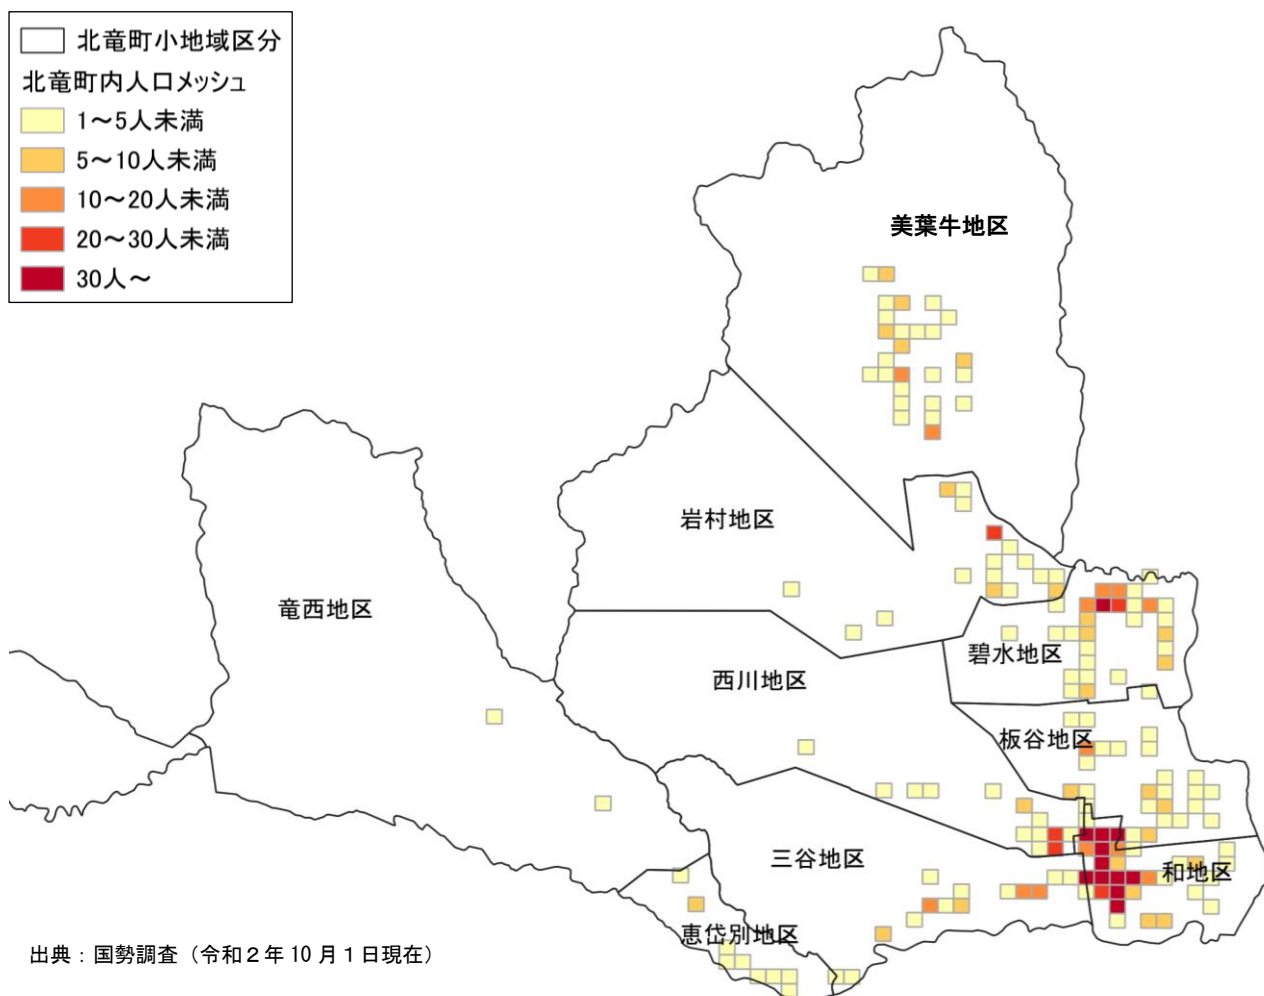 北竜町小地域区分
北竜町内人口メッシュ
1～5人未満
5～10人未満
10～20人未満
20～30人未満
30人～
美葉牛地区
岩村地区
竜西地区
碧水地区
西川地区
板谷地区
三谷地区
和地区
恵岱別地区
出典：国勢調査（令和２年 10 月１日現在）